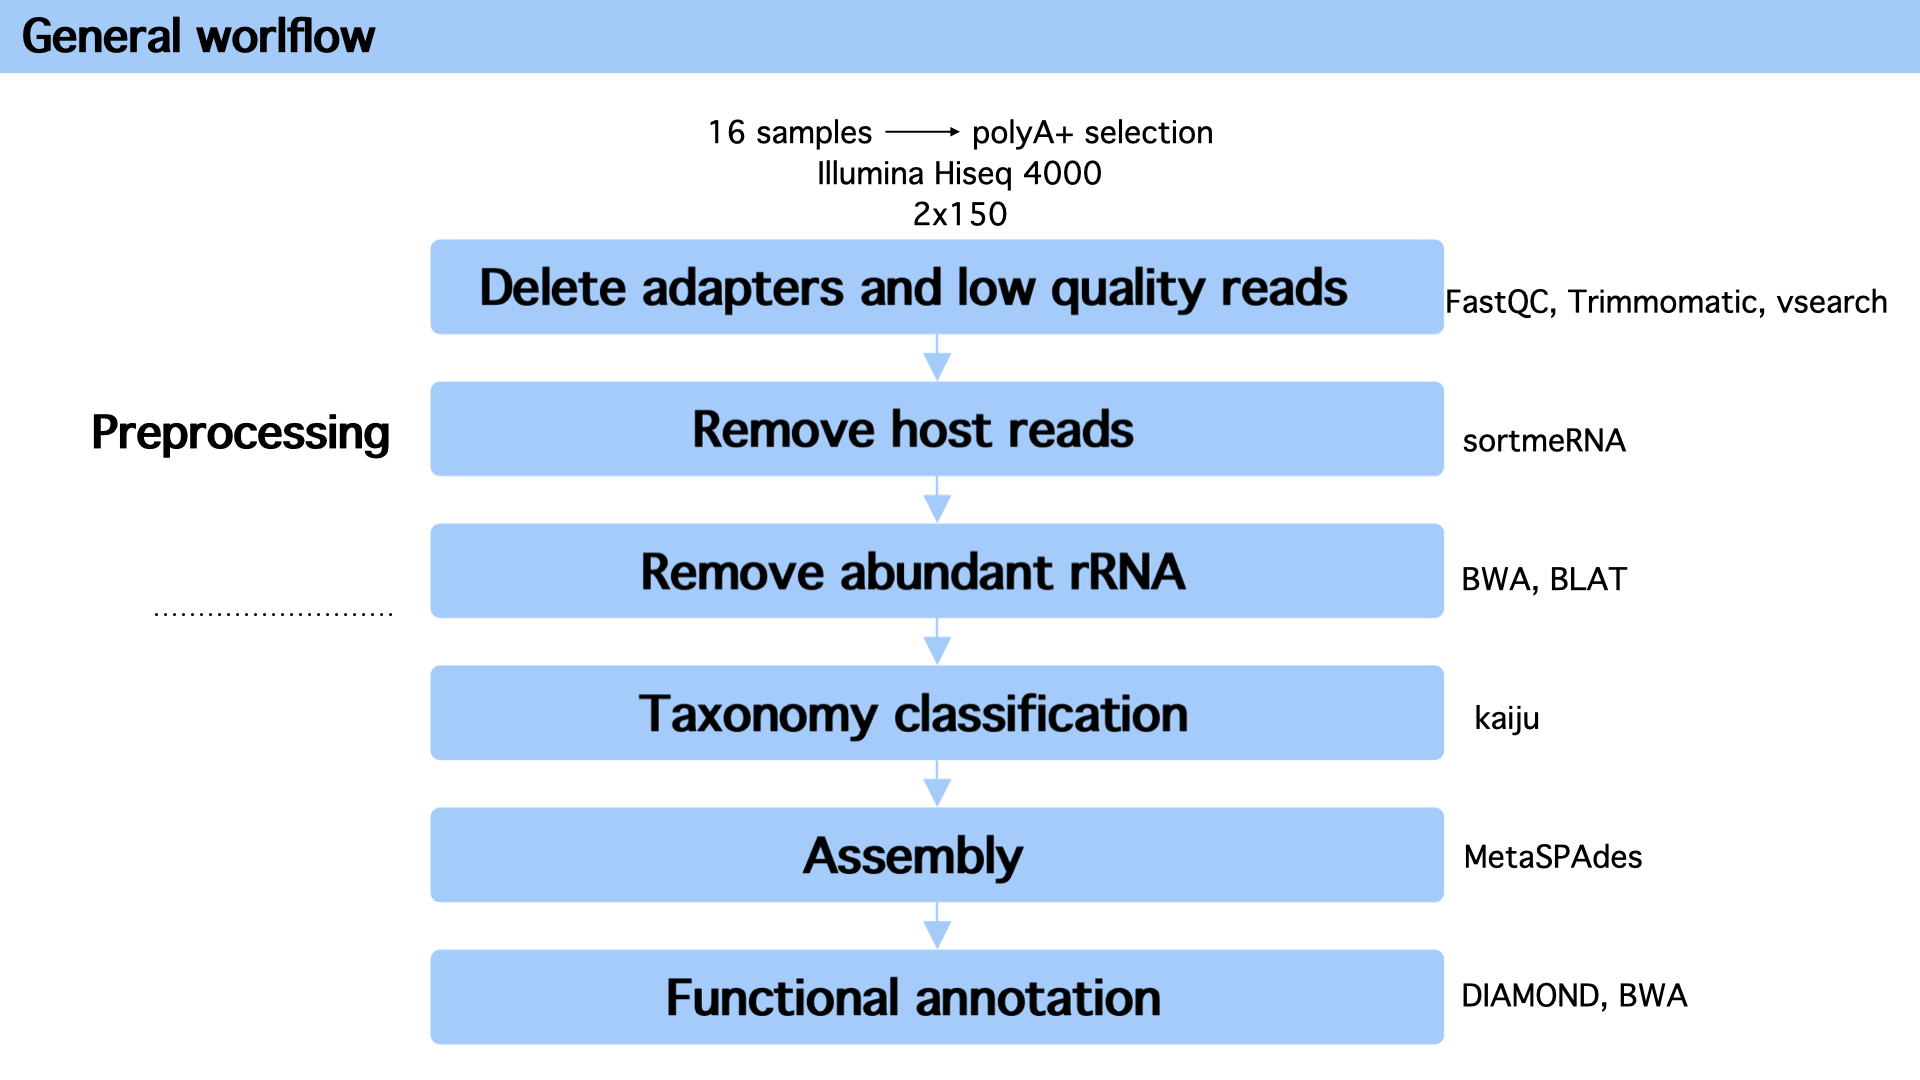 General worlflow
16 samples → polyA+ selection
Illumina Hiseq 4000
2x150
Delete adapters and low quality reads
FastQC, Trimmomatic, vsearch
Preprocessing
Remove host reads
sortmeRNA
Remove abundant rRNA
BWA, BLAT
...........................
Taxonomy classification
kaiju
Assembly
MetaSPAdes
Functional annotation
DIAMOND, BWA